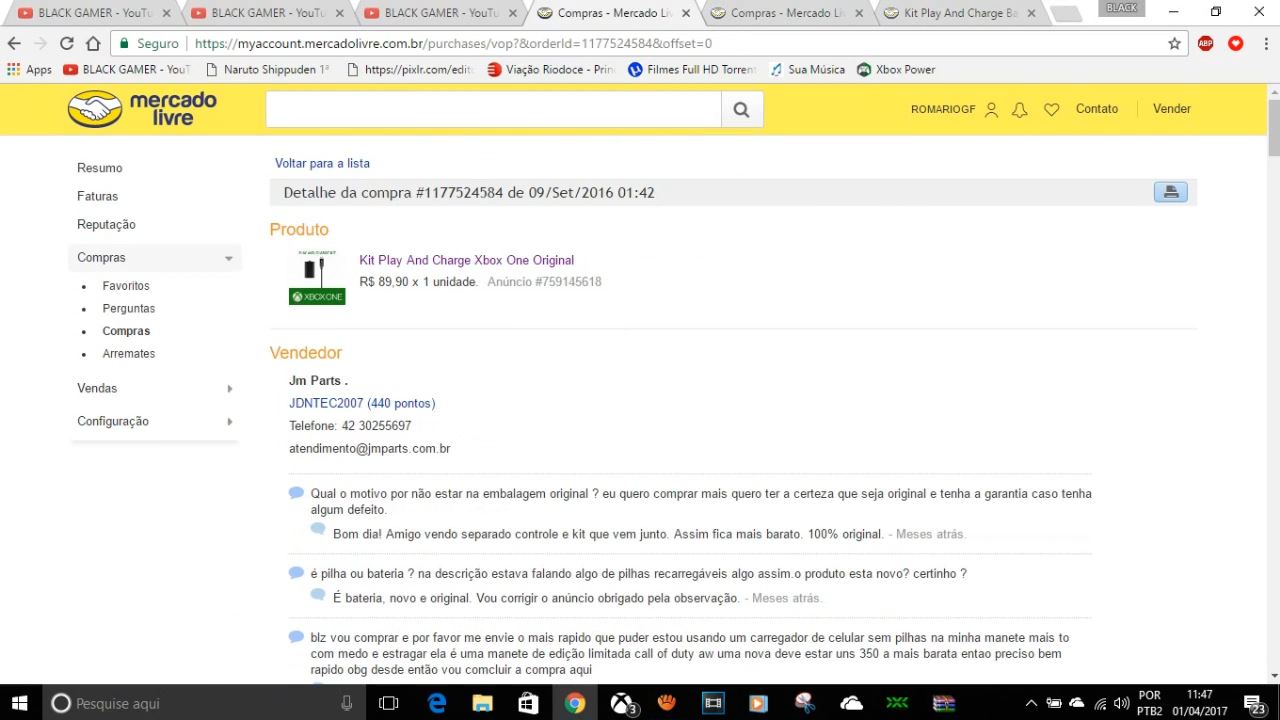 BLACK GAMER - YouTu
BLACK GAMER - YouTu
BLACK GAMER - YouTu
Compras - Mercado Liv
Compras - Mercado Liv
Kit Play And Charge Ba
BLACK
Seguro
https://myaccount.mercadolivre.com.br/purchases/vop?&orderId=1177524584&offset=0
ABP
Apps
BLACK GAMER - YouT
Naruto Shippuden 1ª
https://pixlr.com/edito
Viação Riodoce - Prin
Filmes Full HD Torrent
Sua Música
Xbox Power
mercado
livre
ROMARIOGF
Contato
Vender
Resumo
Faturas
Reputação
Compras
Favoritos
Perguntas
Compras
Arremates
Vendas
Configuração
Voltar para a lista
Detalhe da compra #1177524584 de 09/Set/2016 01:42
Produto
XBOX ONE
Kit Play And Charge Xbox One Original
R$ 89,90 x 1 unidade. Anúncio #759145618
Vendedor
Jm Parts .
JDNTEC2007 (440 pontos)
Telefone: 42 30255697
atendimento@jmparts.com.br
Qual o motivo por não estar na embalagem original ? eu quero comprar mais quero ter a certeza que seja original e tenha a garantia caso tenha
algum defeito.
Bom dia! Amigo vendo separado controle e kit que vem junto. Assim fica mais barato. 100% original. - Meses atrás.
é pilha ou bateria ? na descrição estava falando algo de pilhas recarregáveis algo assim.o produto esta novo? certinho ?
É bateria, novo e original. Vou corrigir o anúncio obrigado pela observação. - Meses atrás.
blz vou comprar e por favor me envie o mais rapido que puder estou usando um carregador de celular sem pilhas na minha manete mais to
com medo e estragar ela é uma manete de edição limitada call of duty aw uma nova deve estar uns 350 a mais barata entao preciso bem
rapido obg desde então vou comcluir a compra aqui
Pesquise aqui
3
POR
PTB2
11:47
01/04/2017
23